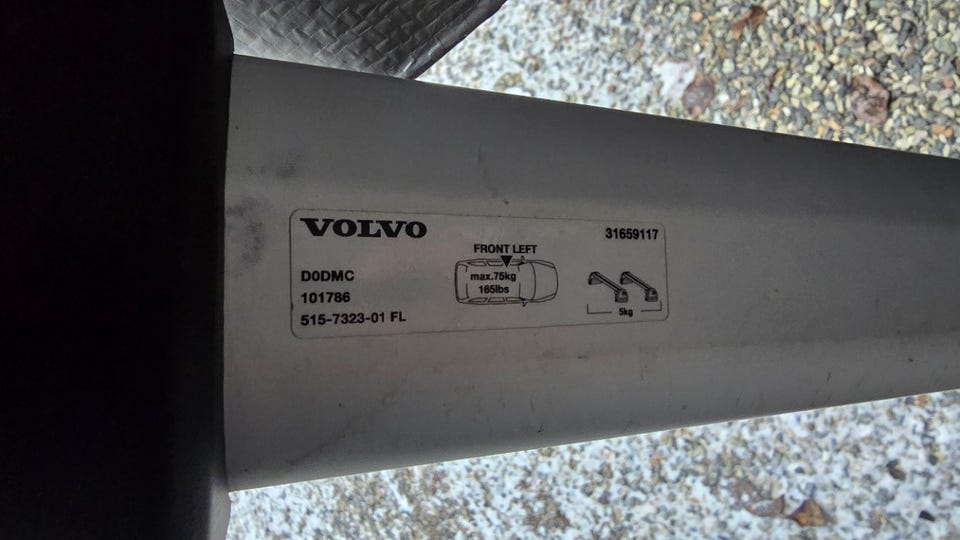 VOLVO
31659117
FRONT LEFT
D0DMC
101786
515-7323-01 FL
max.75kg
165lbs
5kg